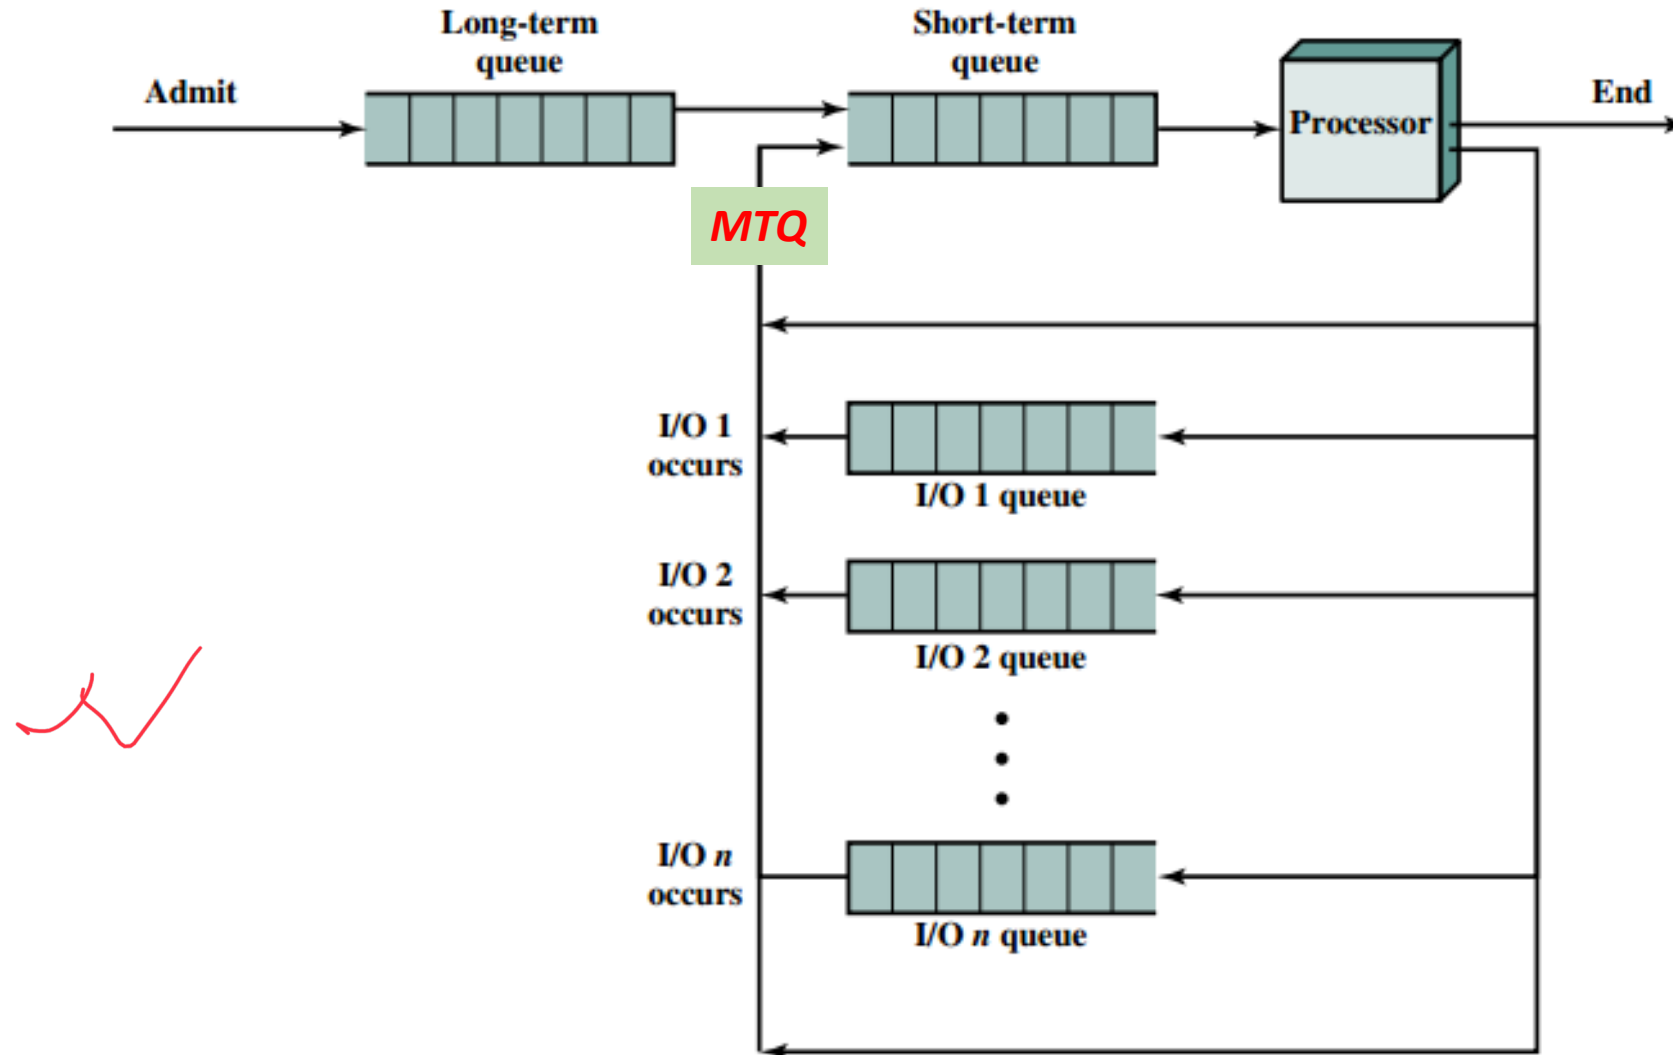 Long-term
queue
Short-term
queue
Admit
Processor
End
MTQ
I/O 1
occurs
I/O 1 queue
I/O 2
occurs
I/O 2 queue
I/O n
occurs
I/O n queue